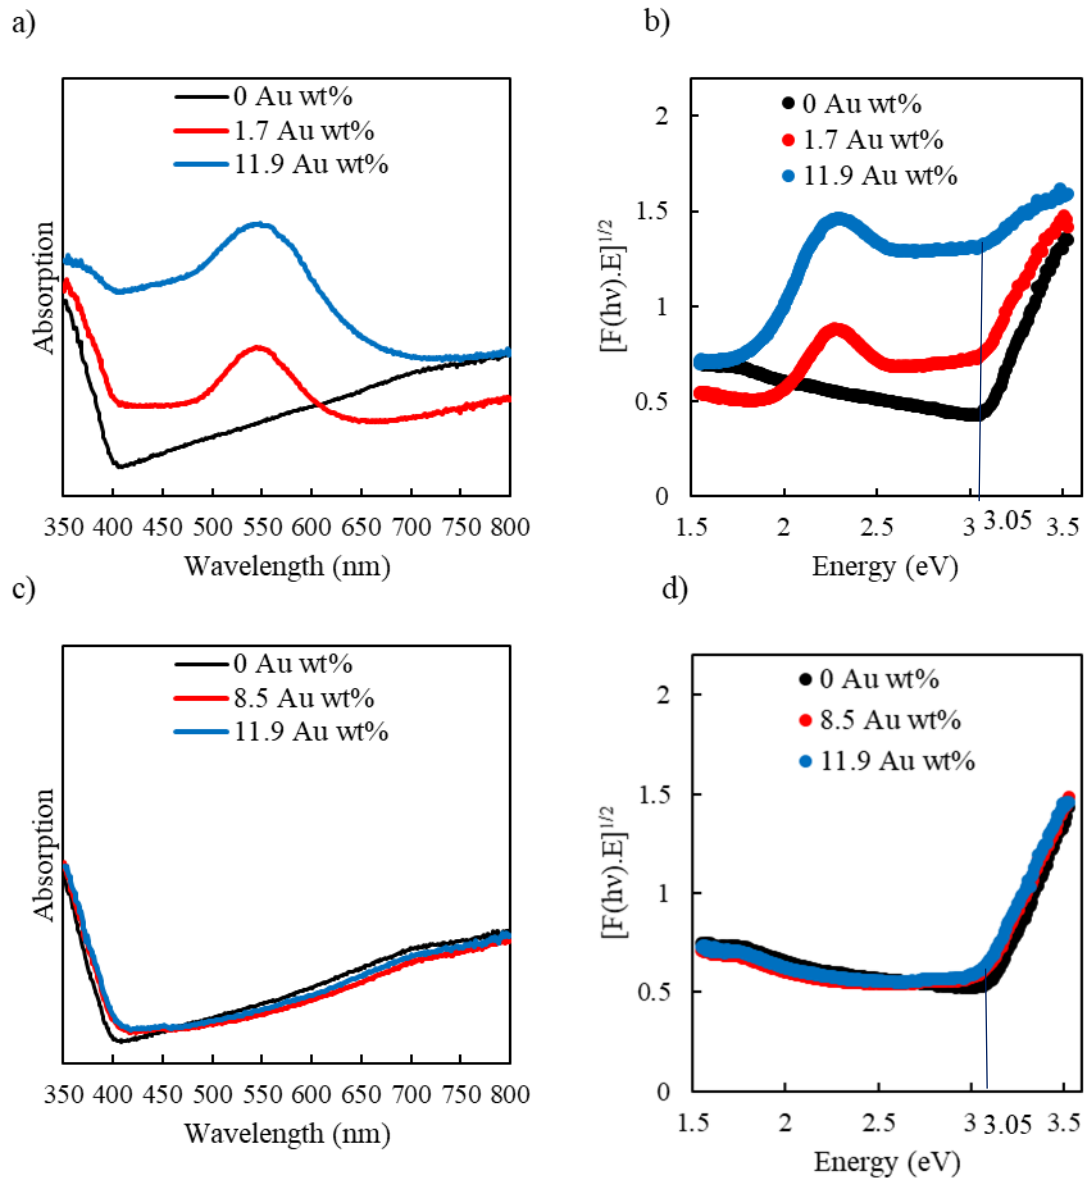 a)
0 Au wt%
1.7 Au wt%
11.9 Au wt%
Absorption
350 400 450 500 550 600 650 700 750 800
Wavelength (nm)
b)
0 Au wt%
1.7 Au wt%
11.9 Au wt%
[F(hν).E]1/2
2
1.5
1
0.5
0
1.5 2 2.5 3 3.05 3.5
Energy (eV)
c)
0 Au wt%
8.5 Au wt%
11.9 Au wt%
Absorption
350 400 450 500 550 600 650 700 750 800
Wavelength (nm)
d)
0 Au wt%
8.5 Au wt%
11.9 Au wt%
[F(hν).E]1/2
2
1.5
1
0.5
0
1.5 2 2.5 3 3.05 3.5
Energy (eV)